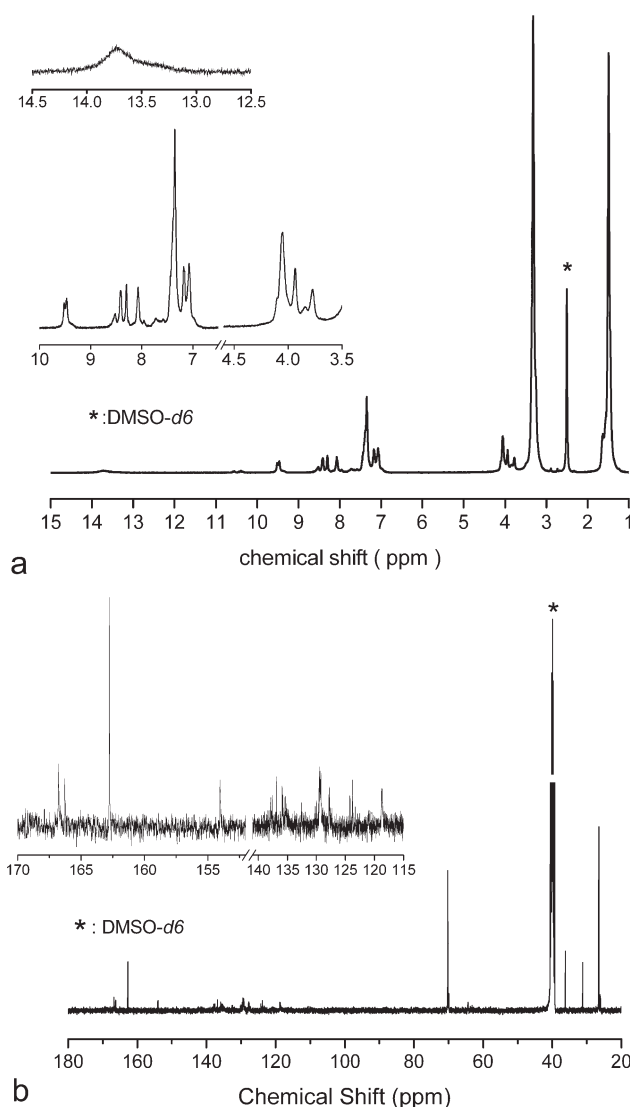 14.5 14.0 13.5 13.0 12.5
*
10 9 8 7 4.5 4.0 3.5
*:DMSO-d6
15 14 13 12 11 10 9 8 7 6 5 4 3 2 1
chemical shift ( ppm )
a
*
170 165 160 155 140 135 130 125 120 115
* : DMSO-d6
180 160 140 120 100 80 60 40 20
Chemical Shift (ppm)
b